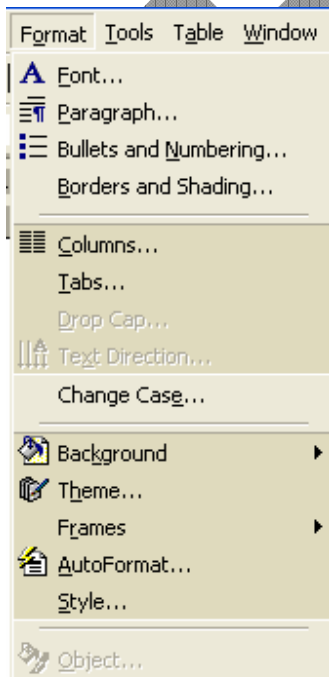 Format Tools Table Window
Font...
Paragraph...
Bullets and Numbering...
Borders and Shading...
Columns...
Tabs...
Drop Cap...
Text Direction...
Change Case...
Background
Theme...
Frames
AutoFormat...
Style...
Object...